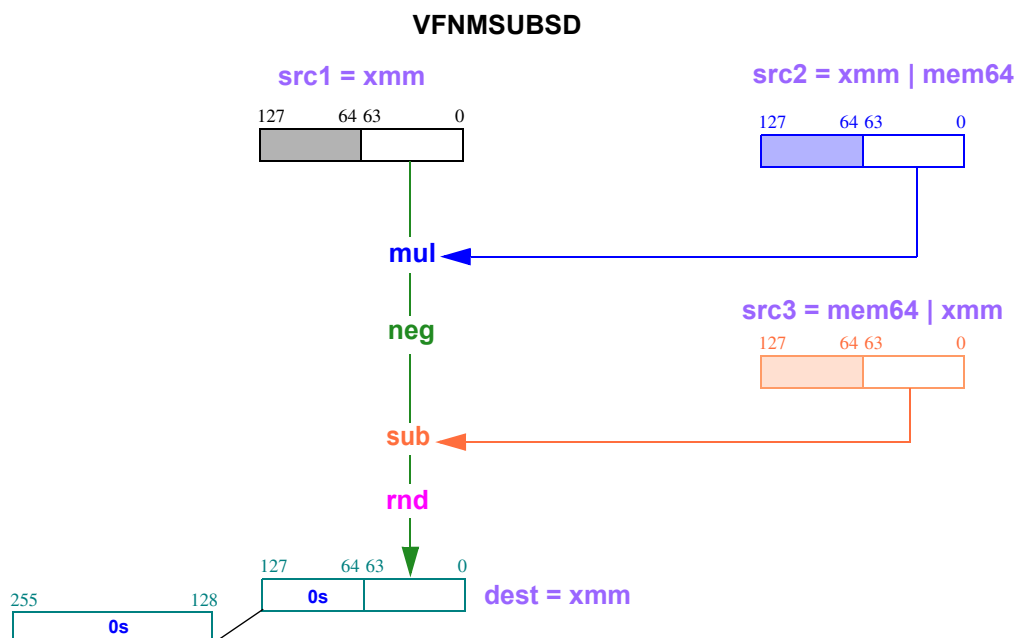 VFNMSUBSD
src1 = xmm
src2 = xmm | mem64
127 64 63 0
127 64 63 0
mul
src3 = mem64 | xmm
neg
127 64 63 0
sub
rnd
127 64 63 0
0s
dest = xmm
255 128
0s